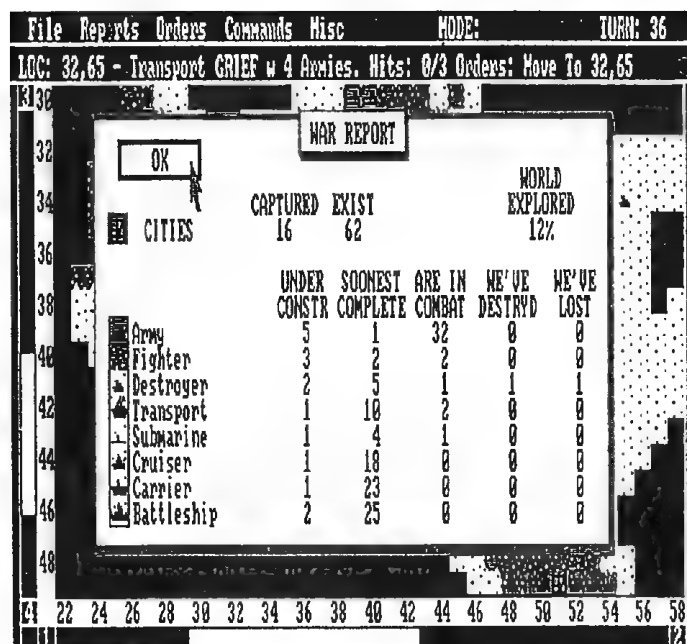 File Reports Orders Commands Misc MODE: TURN: 36
LOC: 32,65 - Transport GRIEF w 4 Armies. Hits: 0/3 Orders: Move To 32,65
30
WAR REPORT
OK
32
WORLD
34 CAPTURED EXIST EXPLORED
CITIES 16 62 12%
36
UNDER SOONEST ARE IN WE'VE WE'VE
38 CONSTR COMPLETE COMBAT DESTRYD LOST
Army 5 1 32 0 0
40 Fighter 3 2 2 0 0
Destroyer 2 5 1 1 1
42 Transport 1 10 2 0 0
Submarine 1 4 1 0 0
44 Cruiser 1 18 0 0 0
Carrier 1 23 0 0 0
46 Battleship 2 25 0 0 0
48
22 24 26 28 30 32 34 36 38 40 42 44 46 48 50 52 54 56 58